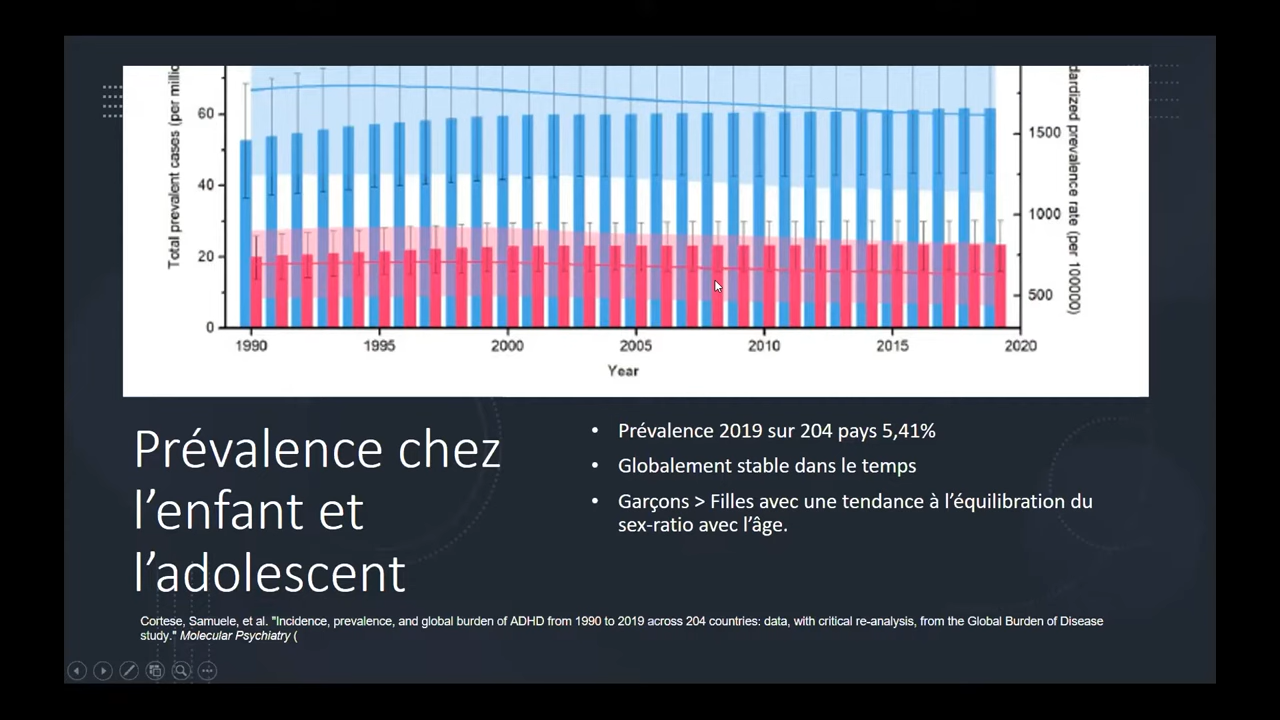 Total prevalent cases (per millio
60
40
20
0
1990
1995
2000
2005
2010
2015
2020
Year
1500
1000
500
dardized prevalence rate (per 100000)
Prévalence chez
l’enfant et
l’adolescent
• Prévalence 2019 sur 204 pays 5,41%
• Globalement stable dans le temps
• Garçons > Filles avec une tendance à l’équilibration du
sex-ratio avec l’âge.
Cortese, Samuele, et al. "Incidence, prevalence, and global burden of ADHD from 1990 to 2019 across 204 countries: data, with critical re-analysis, from the Global Burden of Disease
study." Molecular Psychiatry (